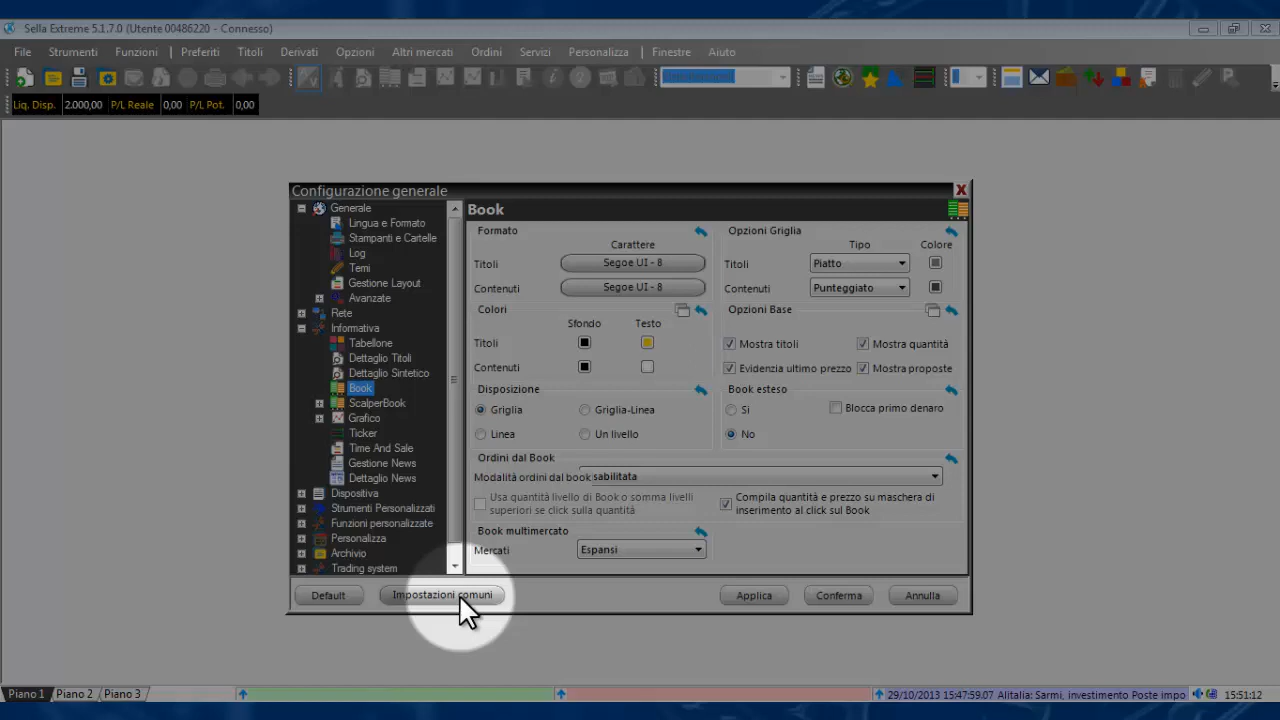 Sella Extreme 5.1.7.0 (Utente 00486220 - Connesso)
File Strumenti Funzioni Preferiti Titoli Derivati Opzioni Altri mercati Ordini Servizi Personalizza Finestre Aiuto
Liq. Disp. 2.000,00 P/L Reale 0,00 P/L Pot. 0,00
Configurazione generale
Generale
Lingua e Formato
Stampanti e Cartelle
Log
Temi
Gestione Layout
Avanzate
Rete
Informativa
Tabellone
Dettaglio Titoli
Dettaglio Sintetico
Book
ScalperBook
Grafico
Ticker
Time And Sale
Gestione News
Dettaglio News
Dispositiva
Strumenti Personalizzati
Funzioni personalizzate
Personalizza
Archivio
Trading system
Book
Formato
Carattere
Titoli Segoe UI - 8
Contenuti Segoe UI - 8
Opzioni Griglia
Tipo Colore
Titoli Piatto
Contenuti Punteggiato
Colori
Sfondo Testo
Titoli
Contenuti
Opzioni Base
Mostra titoli Mostra quantità
Evidenzia ultimo prezzo Mostra proposte
Disposizione
Griglia Griglia-Linea
Linea Un livello
Book esteso
Si Blocca primo denaro
No
Ordini dal Book
Modalità ordini dal book sabilitata
Usa quantità livello di Book o somma livelli
superiori se click sulla quantità
Compila quantità e prezzo su maschera di
inserimento al click sul Book
Book multimercato
Mercati Espansi
Default Impostazioni comuni Applica Conferma Annulla
Piano 1 Piano 2 Piano 3 29/10/2013 15:47:59.07 Alitalia: Sarmi, investimento Poste impo 15:51:12